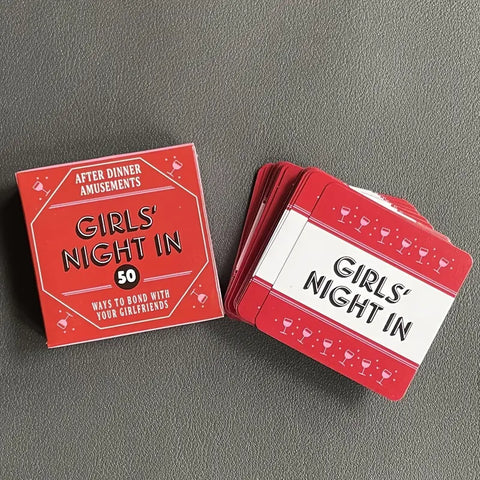 AFTER DINNER
AMUSEMENTS
GIRLS'
NIGHT IN
50
WAYS TO BOND WITH
YOUR GIRLFRIENDS
GIRLS'
NIGHT IN